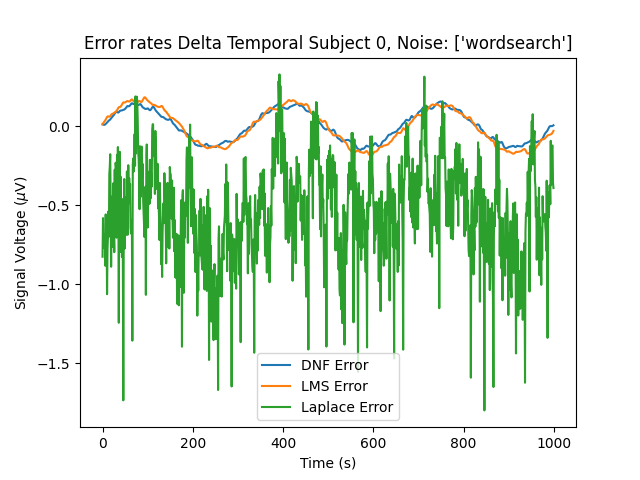 Error rates Delta Temporal Subject 0, Noise: ['wordsearch']
Signal Voltage (μV)
0.0
−0.5
−1.0
−1.5
DNF Error
LMS Error
Laplace Error
0 200 400 600 800 1000
Time (s)